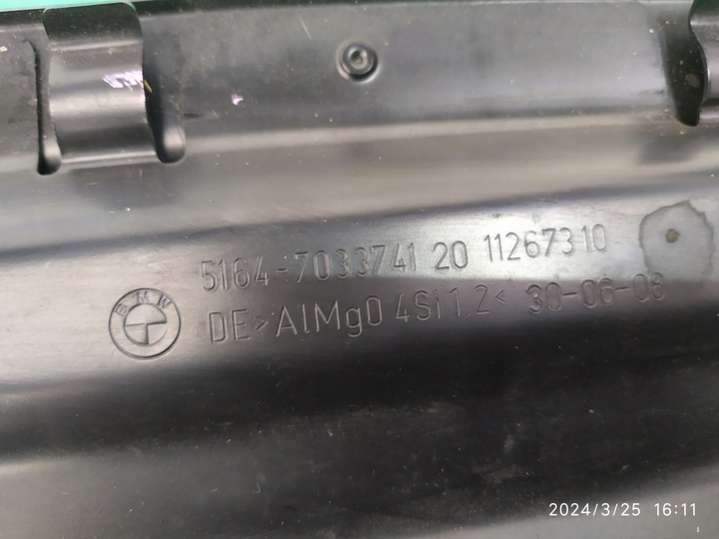 5164-7033741 20 11267310
BMW
DE>AlMg0 4Si1,2< 30-06-08
2024/3/25 16:11